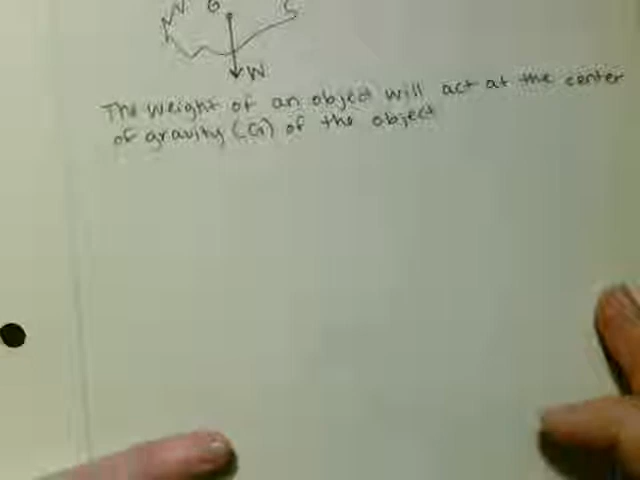 G
W
The weight of an object will act at the center
of gravity (G) of the object